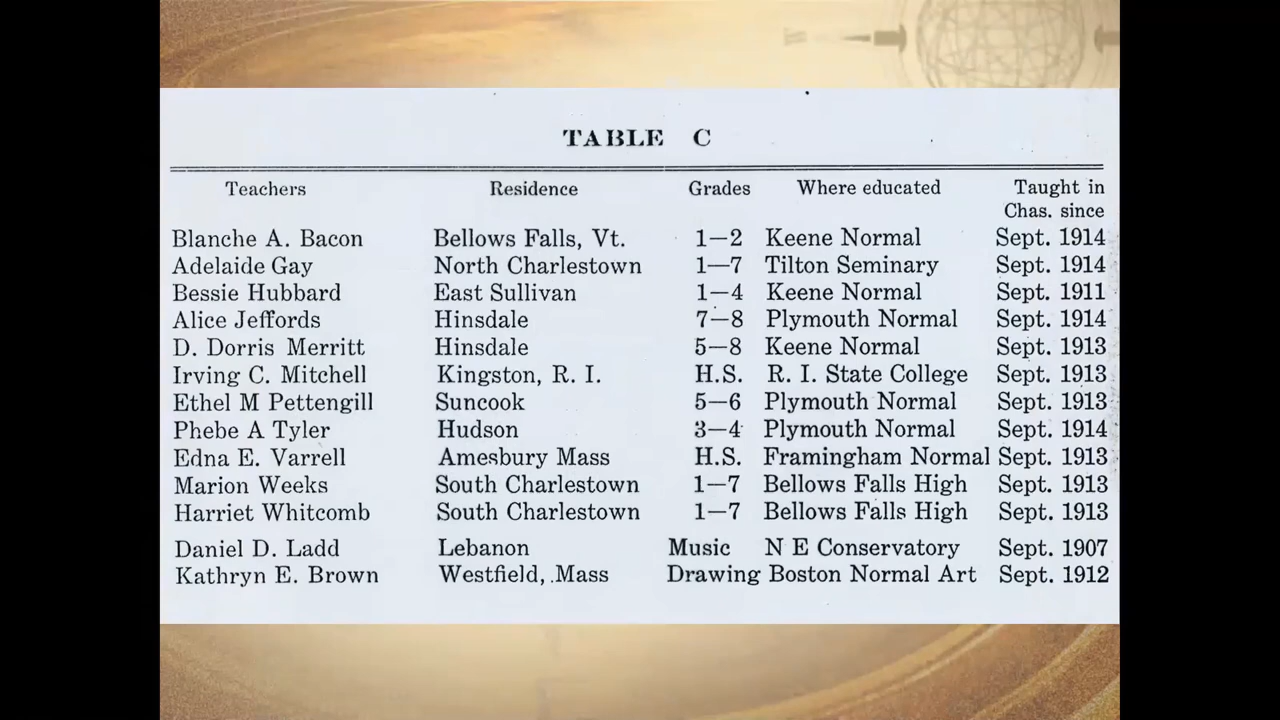 TABLE C
Teachers Residence Grades Where educated Taught in
Chas. since
Blanche A. Bacon Bellows Falls, Vt. 1—2 Keene Normal Sept. 1914
Adelaide Gay North Charlestown 1—7 Tilton Seminary Sept. 1914
Bessie Hubbard East Sullivan 1—4 Keene Normal Sept. 1911
Alice Jeffords Hinsdale 7—8 Plymouth Normal Sept. 1914
D. Dorris Merritt Hinsdale 5—8 Keene Normal Sept. 1913
Irving C. Mitchell Kingston, R. I. H.S. R. I. State College Sept. 1913
Ethel M Pettengill Suncook 5—6 Plymouth Normal Sept. 1913
Phebe A Tyler Hudson 3—4 Plymouth Normal Sept. 1914
Edna E. Varrell Amesbury Mass H.S. Framingham Normal Sept. 1913
Marion Weeks South Charlestown 1—7 Bellows Falls High Sept. 1913
Harriet Whitcomb South Charlestown 1—7 Bellows Falls High Sept. 1913
Daniel D. Ladd Lebanon Music N E Conservatory Sept. 1907
Kathryn E. Brown Westfield, Mass Drawing Boston Normal Art Sept. 1912